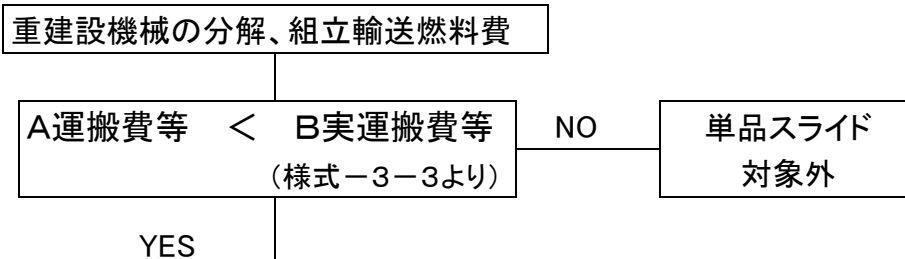 重建設機械の分解、組立輸送燃料費
A運搬費等 ＜ B実運搬費等
（様式－3－3より）
NO
単品スライド
対象外
YES